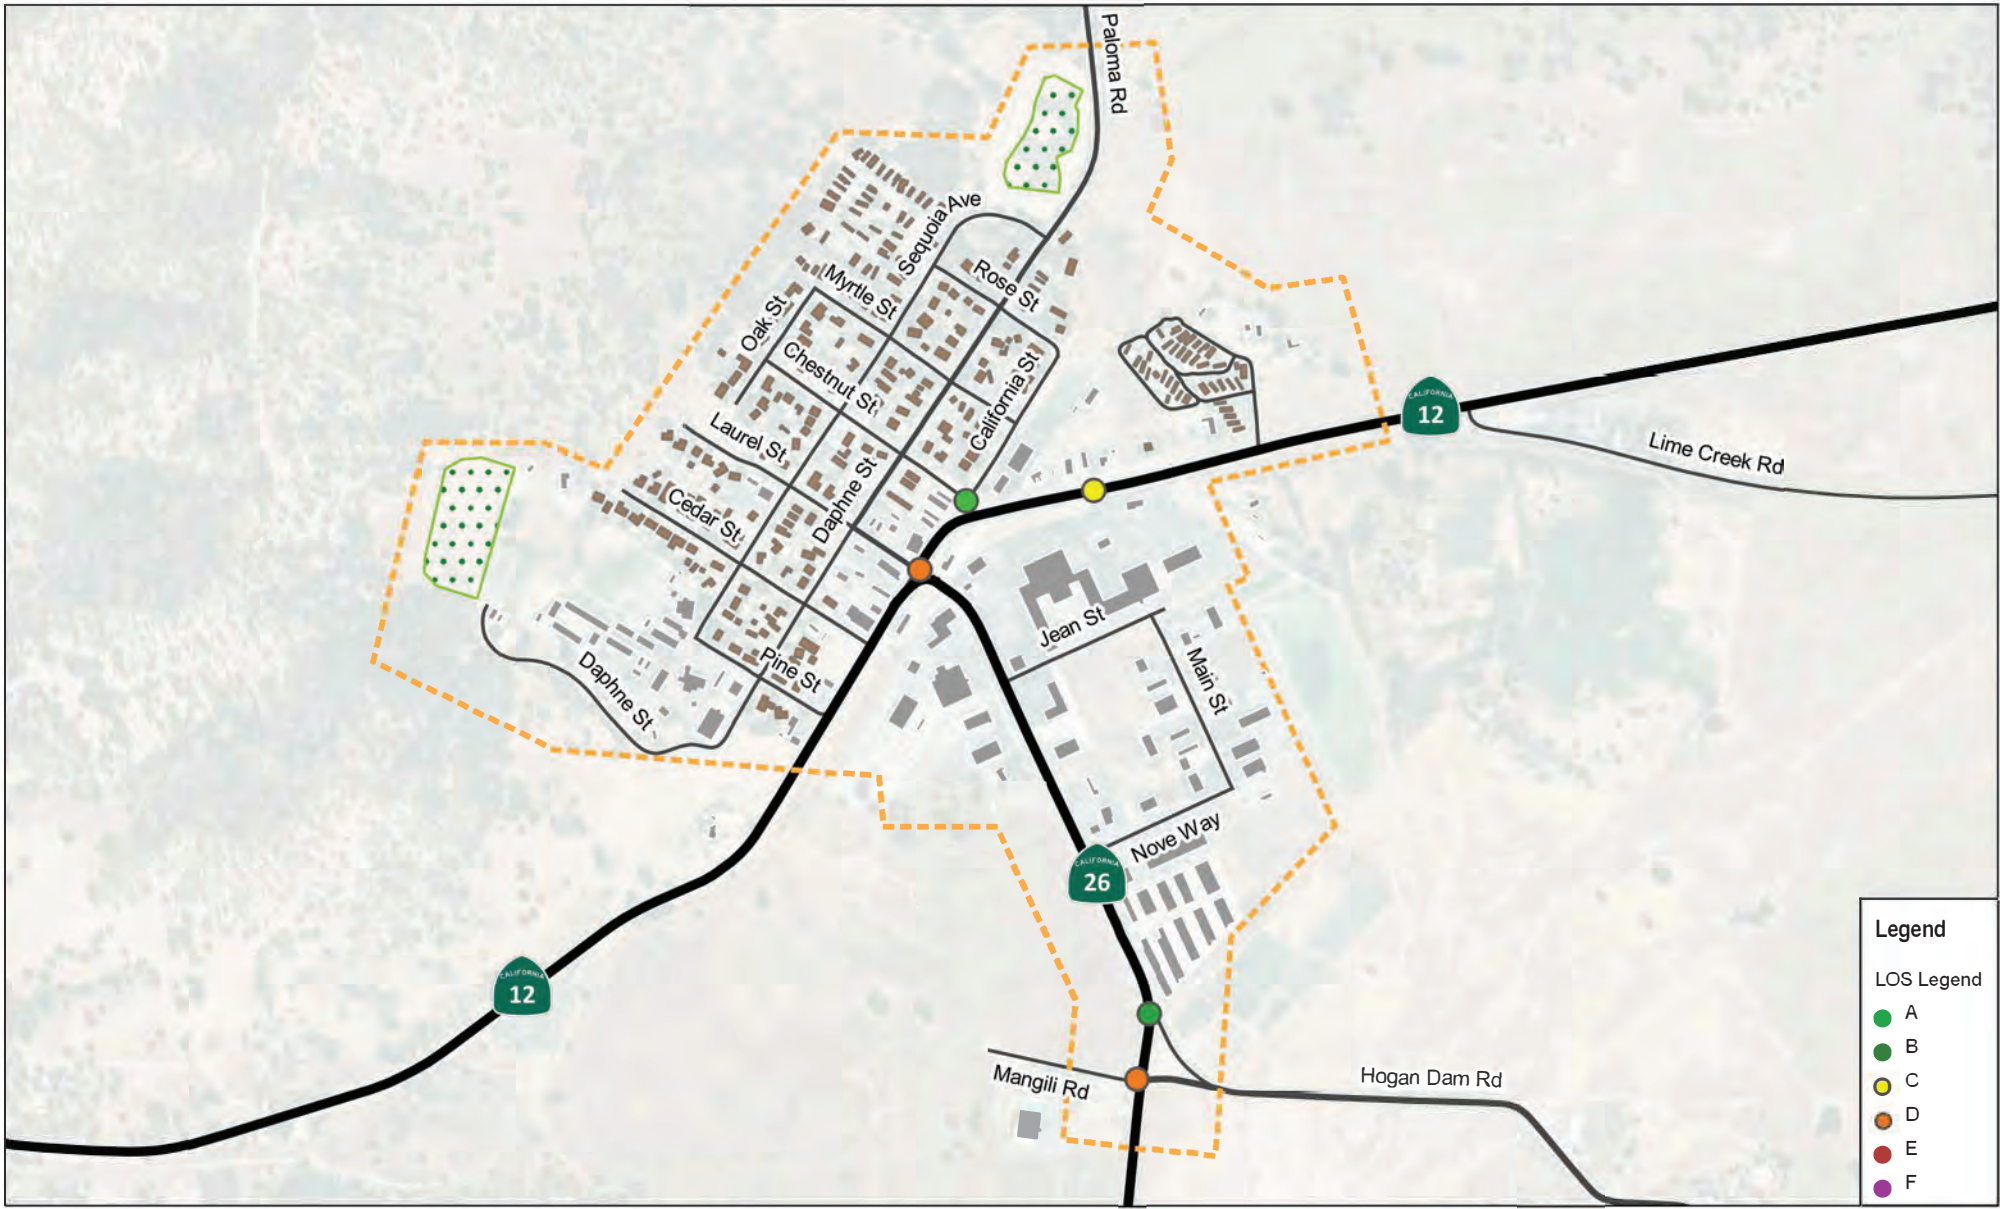 Paloma Rd
Sequoia Ave
Rose St
Myrtle St
Oak St
Chestnut St
California St
Laurel St
Daphne St
Cedar St
CALIFORNIA
12
Lime Creek Rd
Jean St
Main St
Pine St
Daphne St
Nove Way
CALIFORNIA
26
CALIFORNIA
12
Mangili Rd
Hogan Dam Rd
Legend
LOS Legend
A
B
C
D
E
F